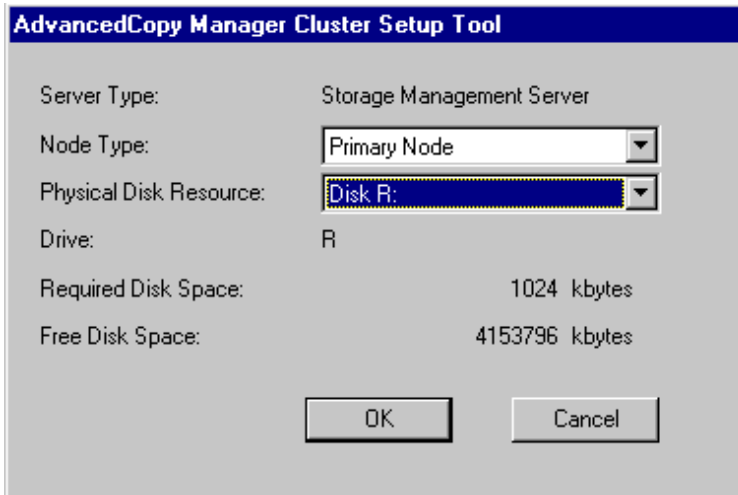 AdvancedCopy Manager Cluster Setup Tool
Server Type: Storage Management Server
Node Type: Primary Node
Physical Disk Resource: Disk R:
Drive: R
Required Disk Space: 1024 kbytes
Free Disk Space: 4153796 kbytes
OK Cancel